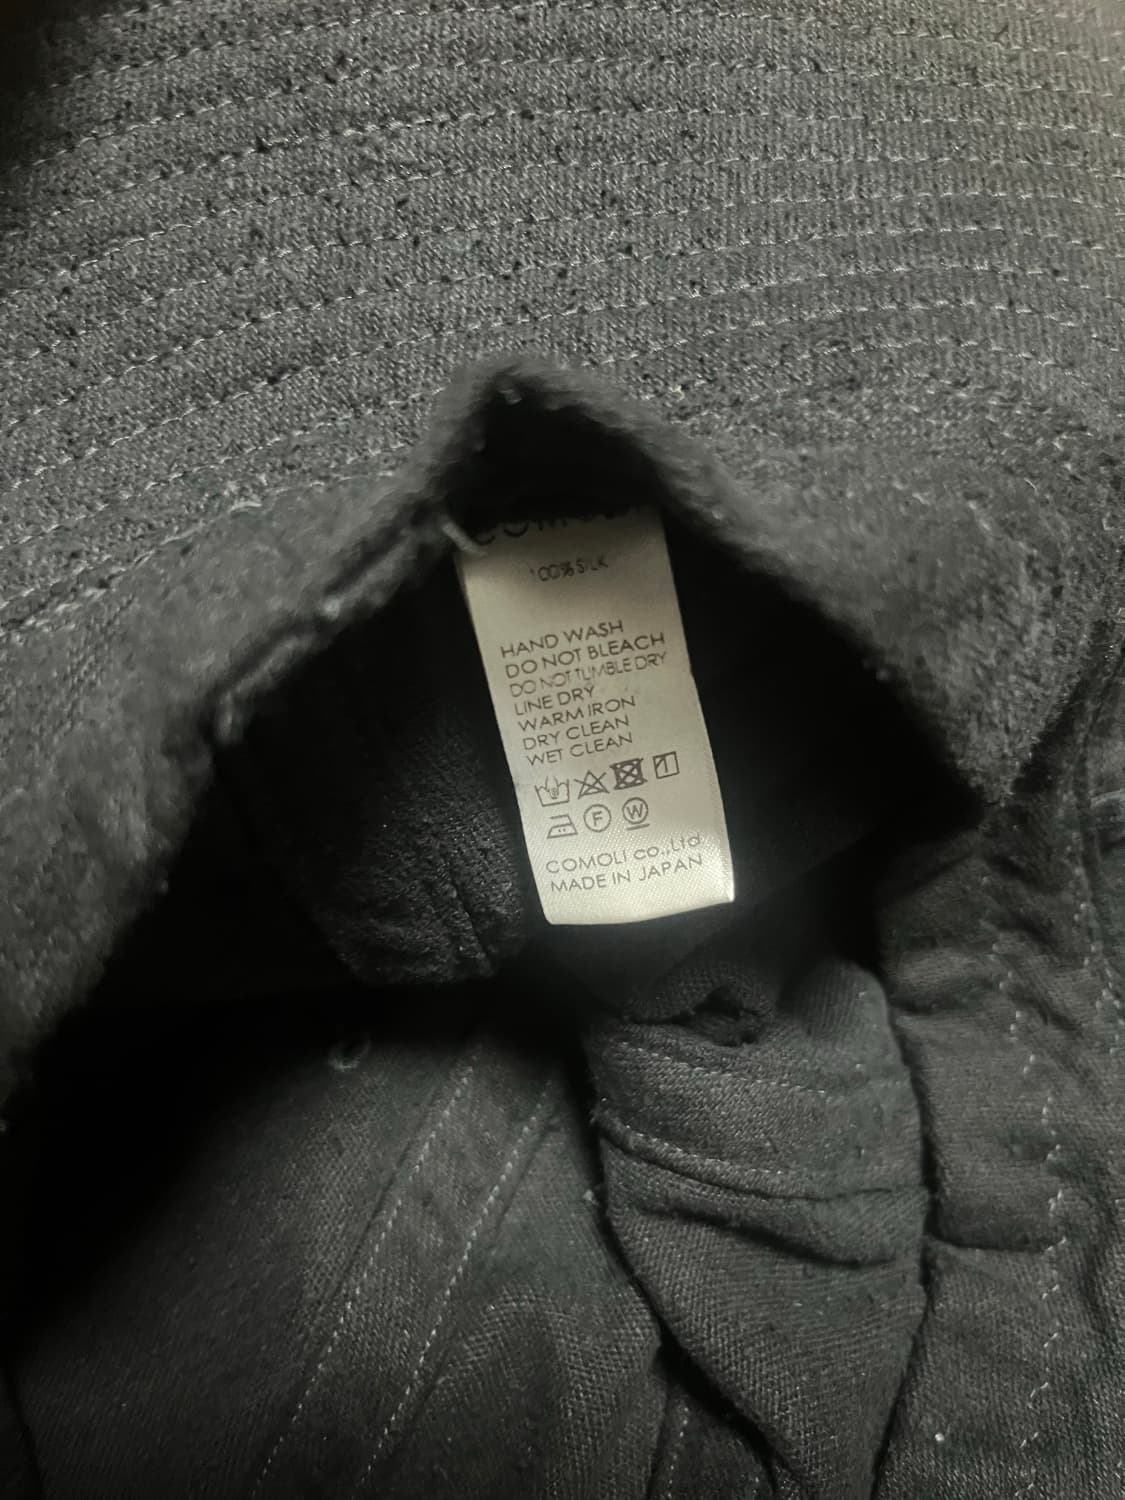 COMOLI
100% SILK
HAND WASH
DO NOT BLEACH
DO NOT TUMBLE DRY
LINE DRY
WARM IRON
DRY CLEAN
WET CLEAN
F W
COMOLI co.,Ltd
MADE IN JAPAN